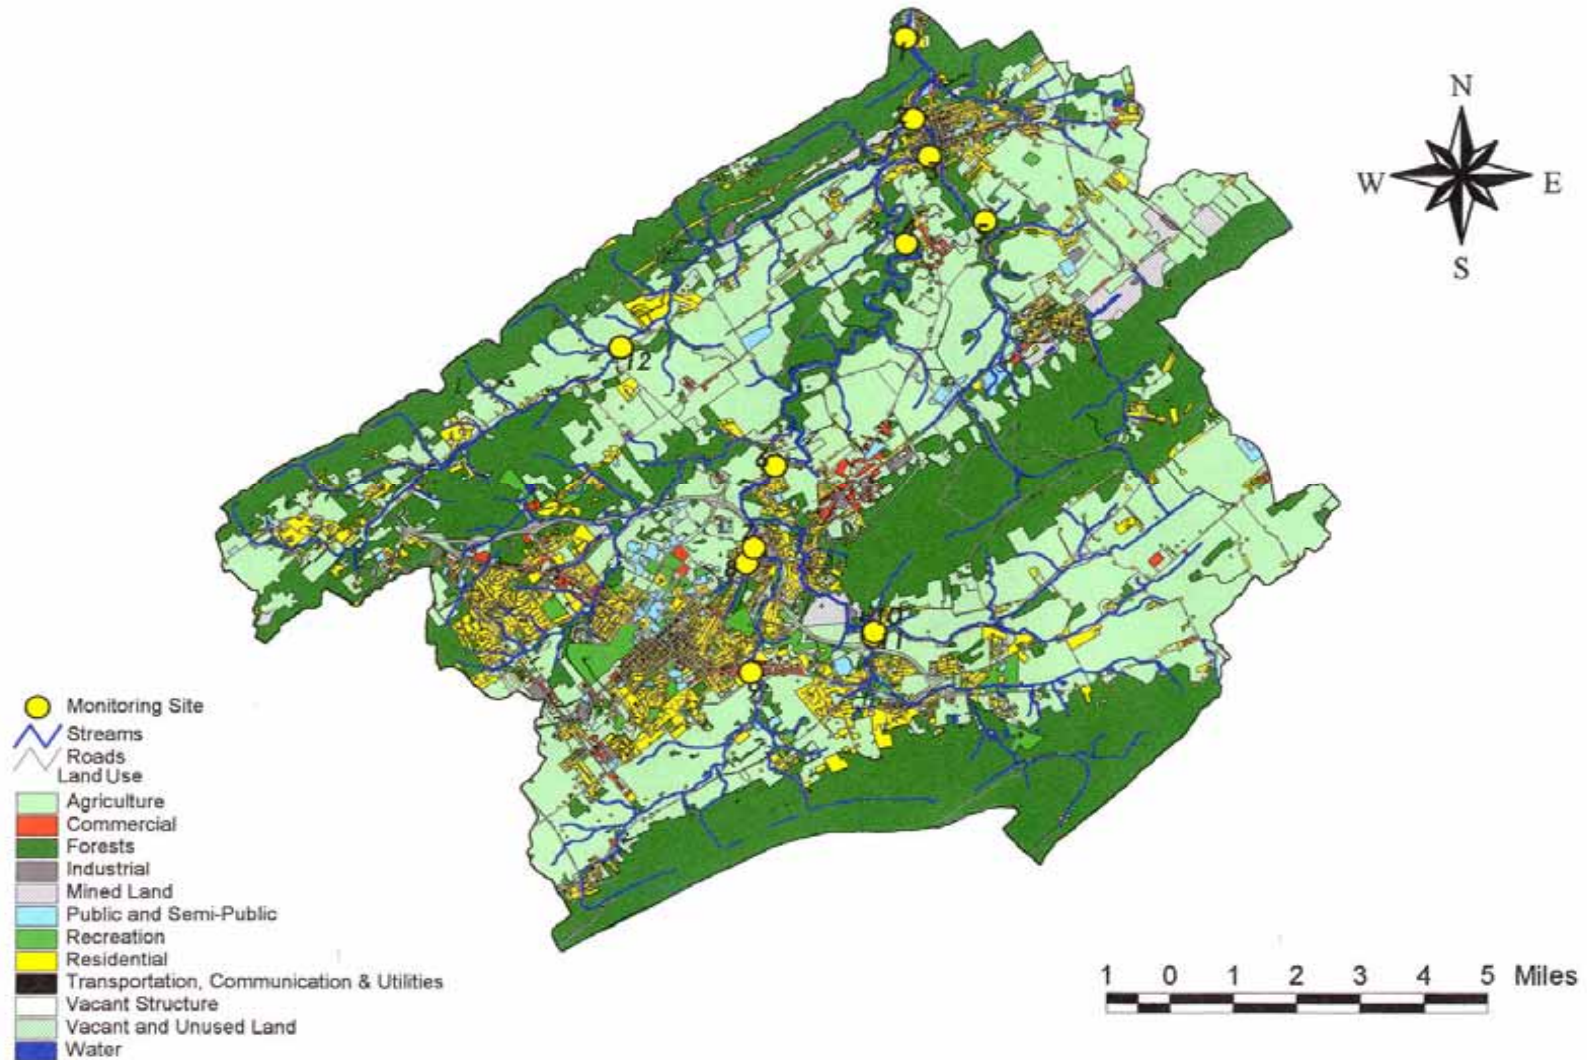 N
W E
S
12
Monitoring Site
Streams
Roads
Land Use
Agriculture
Commercial
Forests
Industrial
Mined Land
Public and Semi-Public
Recreation
Residential
Transportation, Communication & Utilities
Vacant Structure
Vacant and Unused Land
Water
1 0 1 2 3 4 5 Miles